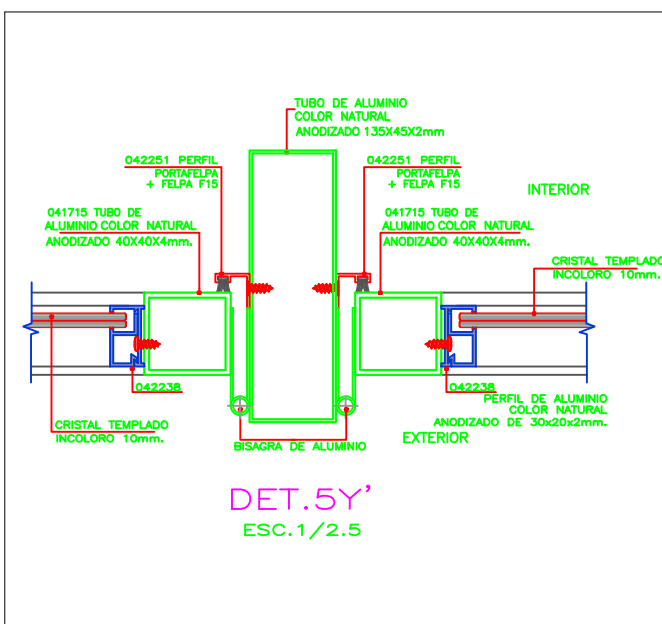 TUBO DE ALUMINIO
COLOR NATURAL
ANODIZADO 135X45X2mm
042251 PERFIL
PORTAFELPA
+ FELPA F15
042251 PERFIL
PORTAFELPA
+ FELPA F15
INTERIOR
041715 TUBO DE
ALUMINIO COLOR NATURAL
ANODIZADO 40X40X4mm.
041715 TUBO DE
ALUMINIO COLOR NATURAL
ANODIZADO 40X40X4mm.
CRISTAL TEMPLADO
INCOLORO 10mm.
042238
042238
PERFIL DE ALUMINIO
COLOR NATURAL
ANODIZADO DE 30x20x2mm.
CRISTAL TEMPLADO
INCOLORO 10mm.
BISAGRA DE ALUMINIO
EXTERIOR
DET.5Y'
ESC.1/2.5